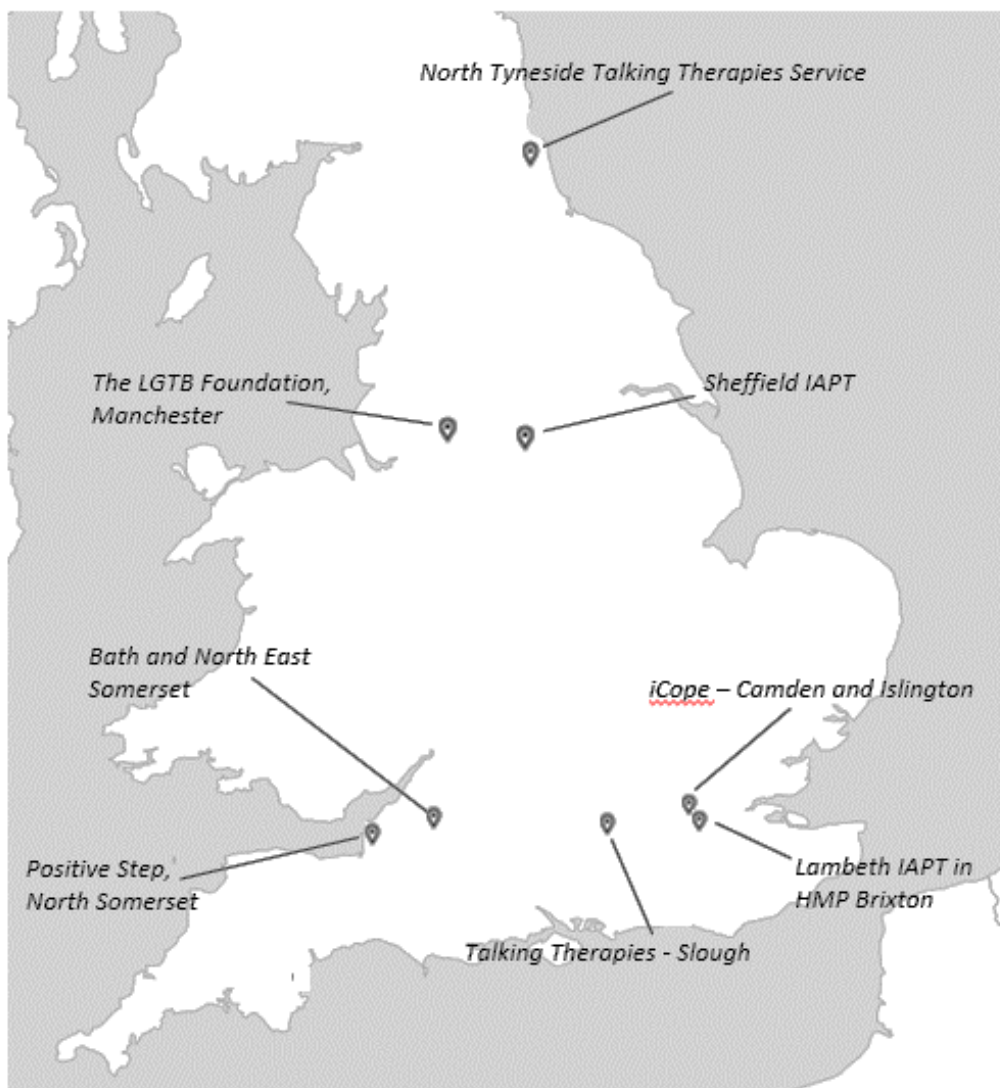 North Tyneside Talking Therapies Service
The LGTB Foundation,
Manchester
Sheffield IAPT
Bath and North East
Somerset
iCope – Camden and Islington
Positive Step,
North Somerset
Lambeth IAPT in
HMP Brixton
Talking Therapies - Slough